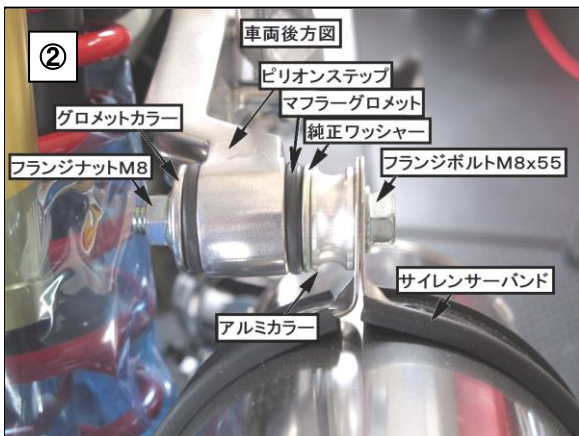 ②
車両後方図
ピリオンステップ
マフラーグロメット
グロメットカラー
純正ワッシャー
フランジナットM8
フランジボルトM8x55
サイレンサーバンド
アルミカラー